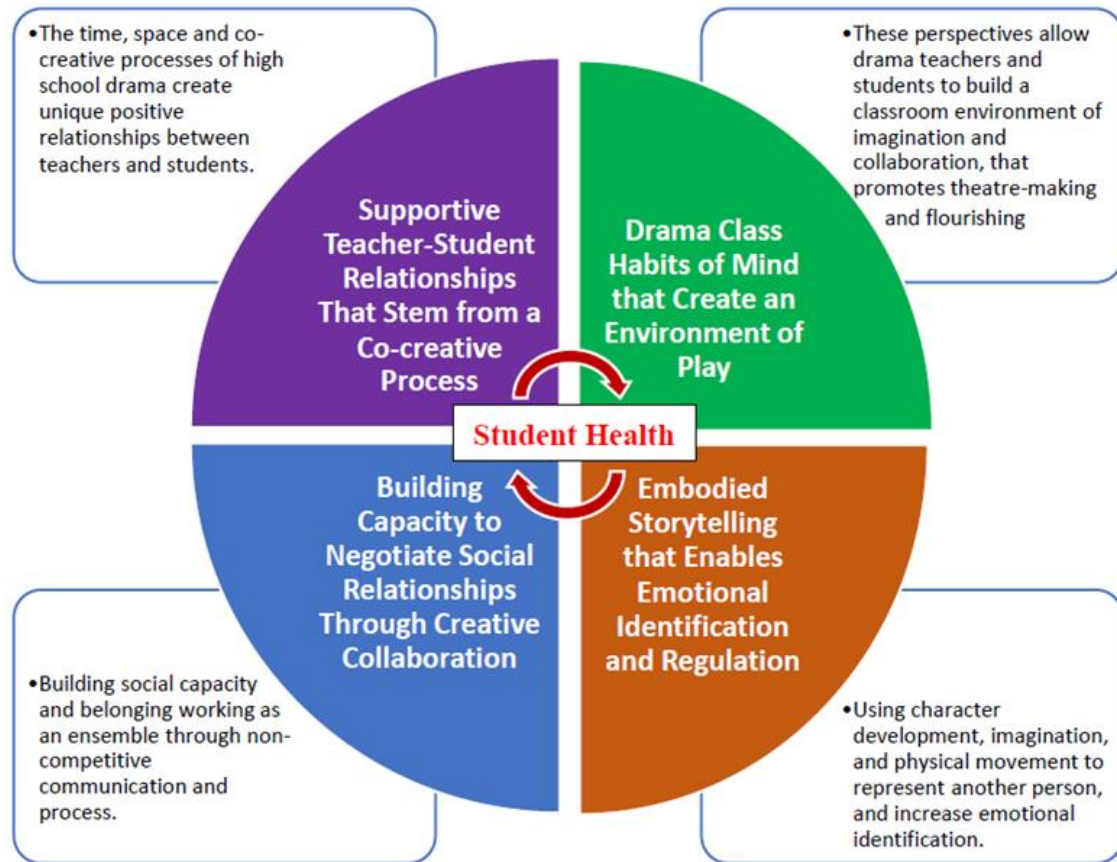 •The time, space and co-
creative processes of high
school drama create
unique positive
relationships between
teachers and students.
•These perspectives allow
drama teachers and
students to build a
classroom environment of
imagination and
collaboration, that
promotes theatre-making
and flourishing
Supportive
Teacher-Student
Relationships
That Stem from a
Co-creative
Process
Drama Class
Habits of Mind
that Create an
Environment of
Play
Student Health
Building
Capacity to
Negotiate Social
Relationships
Through Creative
Collaboration
Embodied
Storytelling
that Enables
Emotional
Identification
and Regulation
•Building social capacity
and belonging working as
an ensemble through non-
competitive
communication and
process.
•Using character
development, imagination,
and physical movement to
represent another person,
and increase emotional
identification.